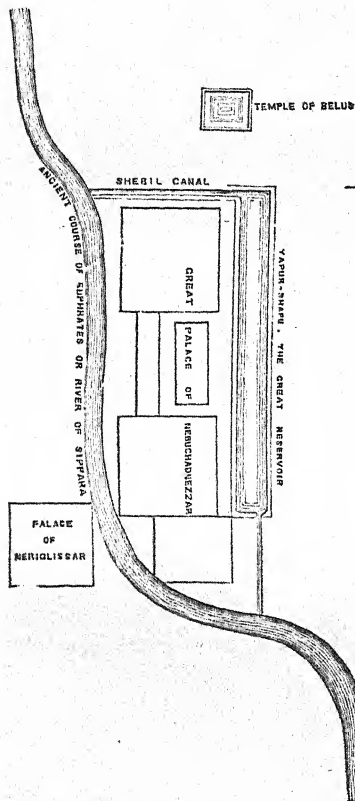 TEMPLE OF BELUS
SHEBIL CANAL
ANCIENT COURSE OF EUPHRATES OR RIVER OF SIPPARA
GREAT
PALACE OF
NEBUCHADNEZZAR
YAPUR-SHAPU, THE GREAT RESERVOIR
PALACE
OF
NERIGLISSAR